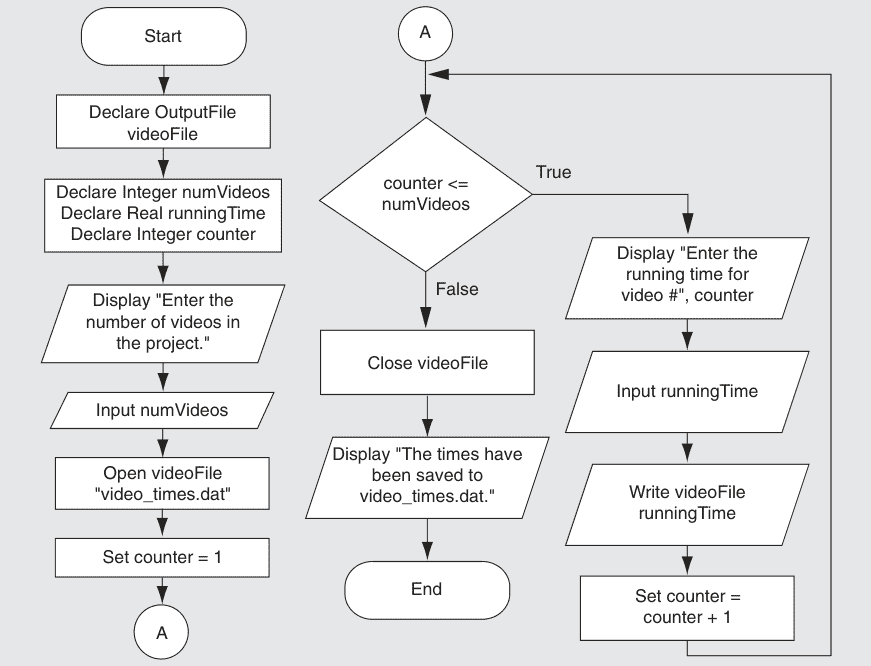 Start
Declare OutputFile
videoFile
Declare Integer numVideos
Declare Real runningTime
Declare Integer counter
Display "Enter the
number of videos in
the project."
Input numVideos
Open videoFile
"video_times.dat"
Set counter = 1
A
A
counter <=
numVideos
True
False
Close videoFile
Display "The times have
been saved to
video_times.dat."
End
Display "Enter the
running time for
video #", counter
Input runningTime
Write videoFile
runningTime
Set counter =
counter + 1